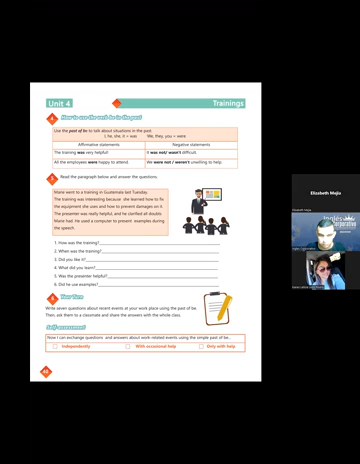 Unit 4
Trainings
4
How to use the verb be in the past
Use the past of be to talk about situations in the past.
I, he, she, it = was We, they, you = were
Affirmative statements
Negative statements
The training was very helpful!
It was not/ wasn't difficult.
All the employees were happy to attend.
We were not / weren't unwilling to help.
5
Read the paragraph below and answer the questions.
Mario went to a training in Guatemala last Tuesday.
The training was interesting because she learned how to fix
the equipment she uses and how to prevent damages on it.
The presenter was really helpful, and he clarified all doubts
Mario had. He used a computer to present examples during
the speech.
1. How was the training?
2. When was the training?
3. Did you like it?
4. What did you learn?
5. Was the presenter helpful?
6. Did he use examples?
6
Your Turn
Write seven questions about recent events at your work place using the past of be.
Then, ask them to a classmate and share the answers with the whole class.
Self-assessment
Now I can exchange questions and answers about work-related events using the simple past of be..
Independently
With occasional help
Only with help
Elizabeth Mejia
Elizabeth Mejia
Inglés
Corporativo